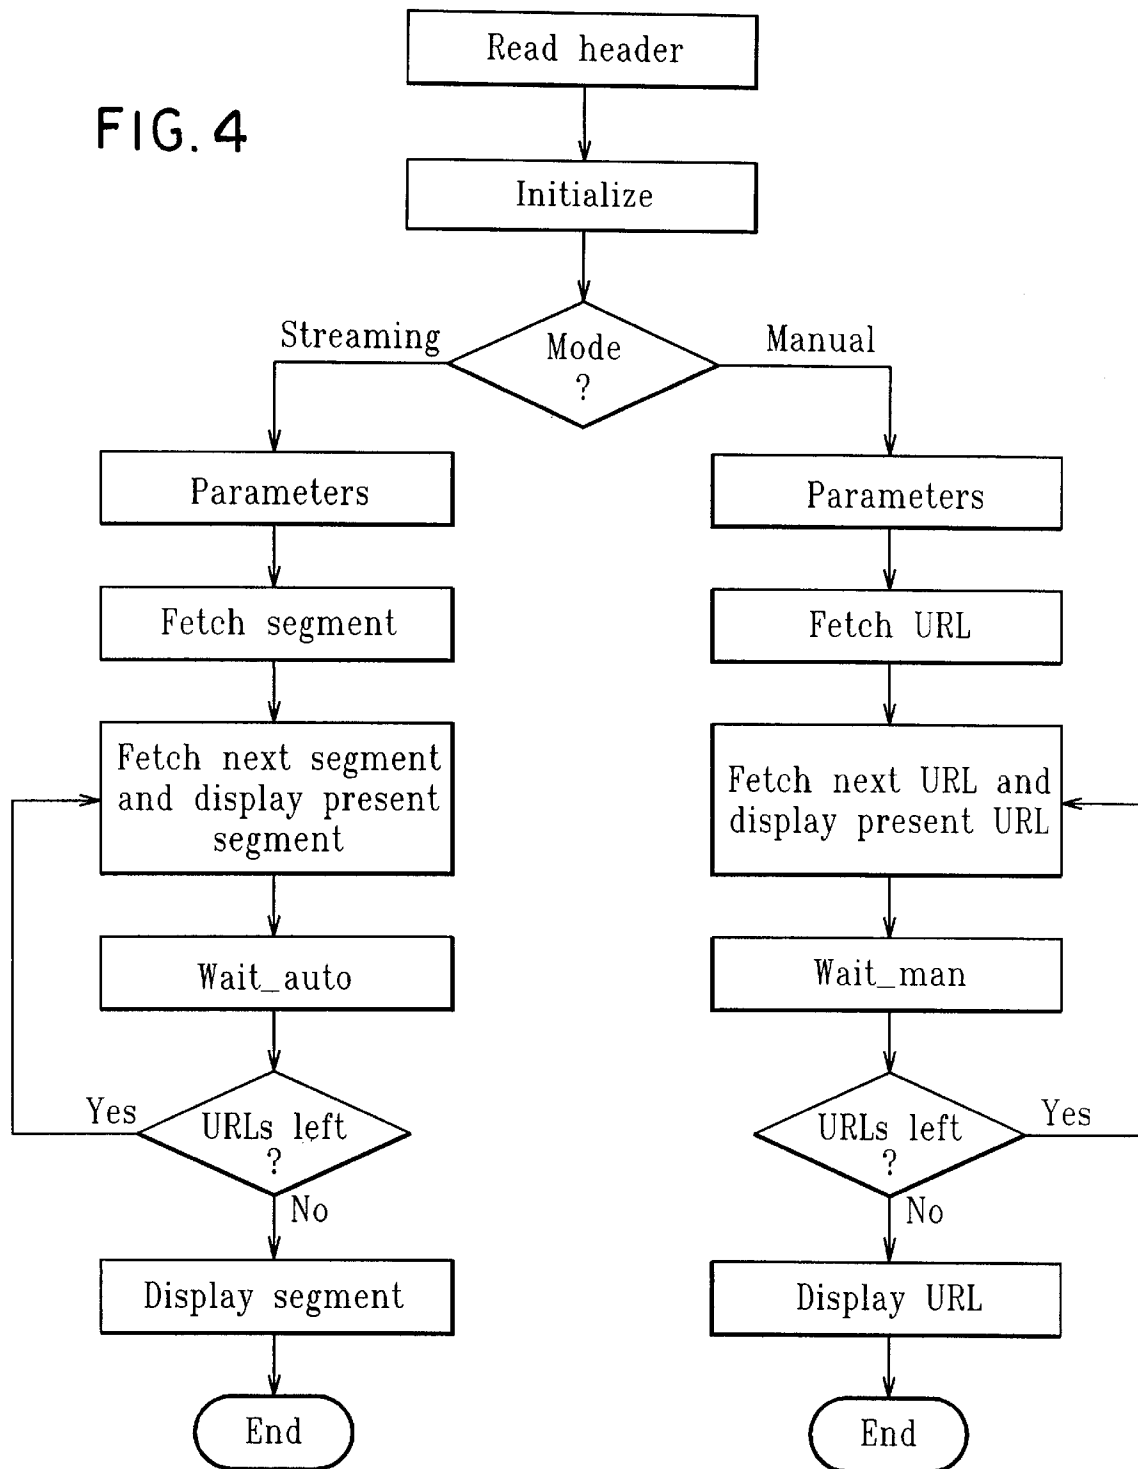 Read header
FIG. 4
Initialize
Mode
?
Streaming
Manual
Parameters
Fetch segment
Fetch next segment
and display present
segment
Wait_auto
URLs left
?
Yes
No
Display segment
End
Parameters
Fetch URL
Fetch next URL and
display present URL
Wait_man
URLs left
?
Yes
No
Display URL
End